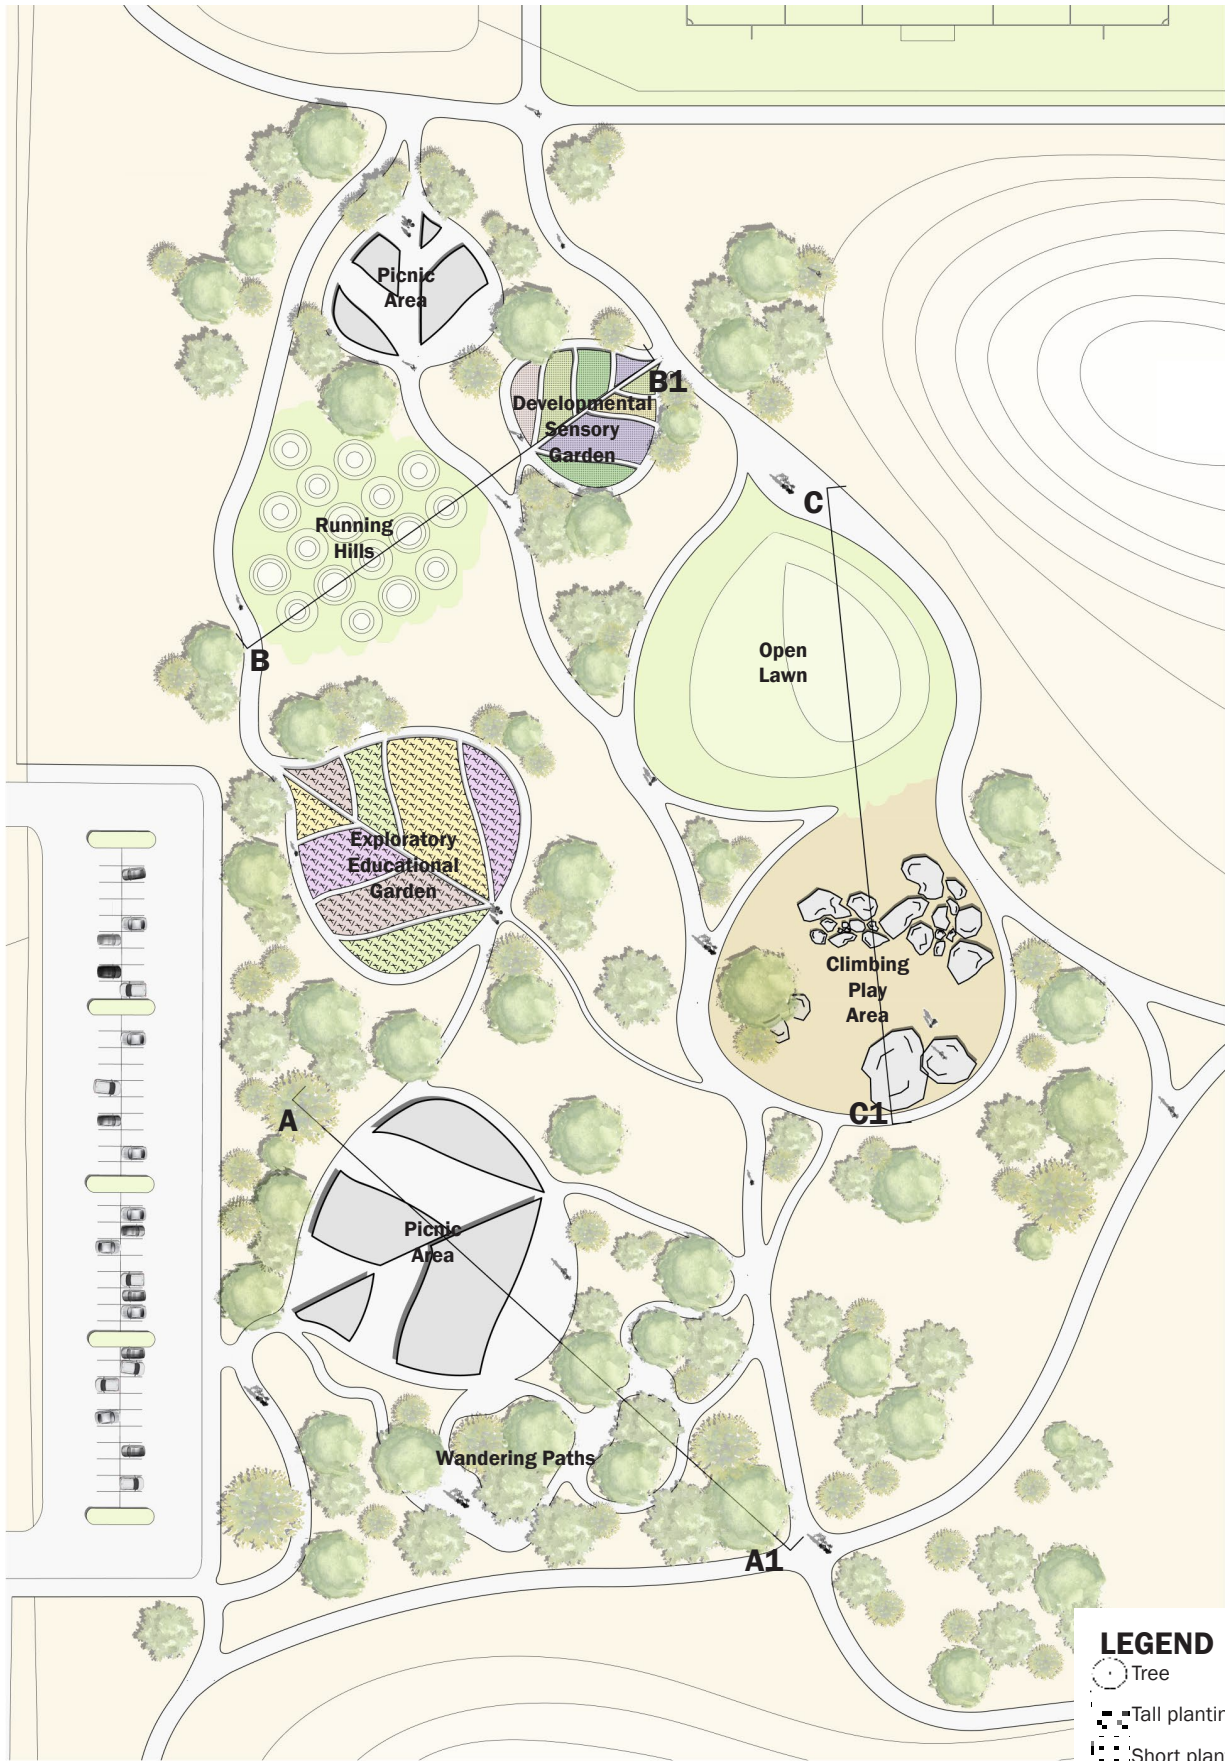 Picnic
Area
B1
Developmental
Sensory
Garden
C
Running
Hills
B
Open
Lawn
Exploratory
Educational
Garden
Climbing
Play
Area
C1
A
Picnic
Area
Wandering Paths
A1
LEGEND
Tree
Tall plantin
Short plan